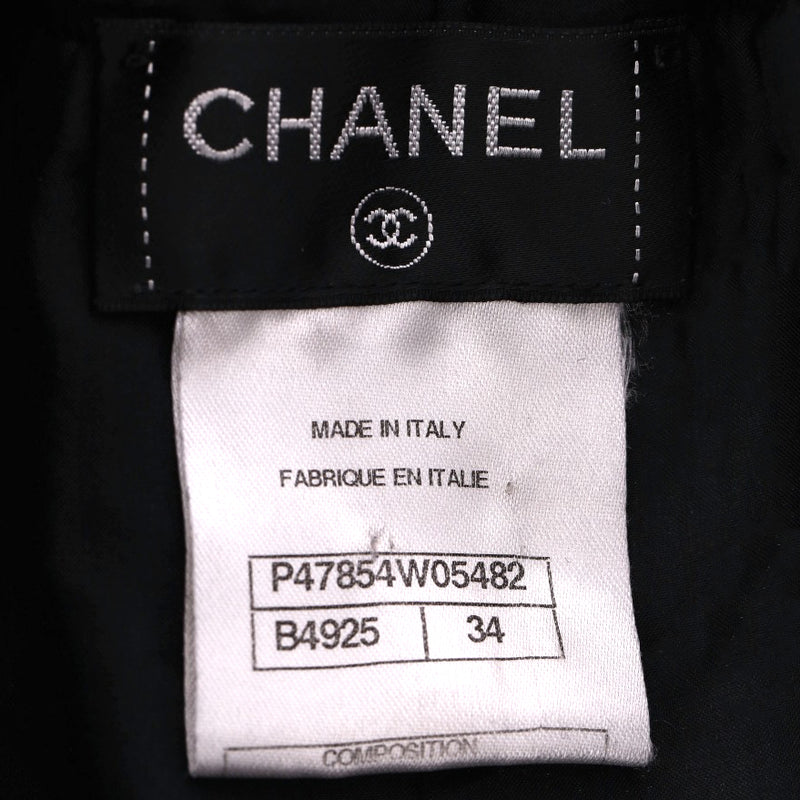 CHANEL
MADE IN ITALY
FABRIQUE EN ITALIE
P47854W05482
B4925 34
COMPOSITION